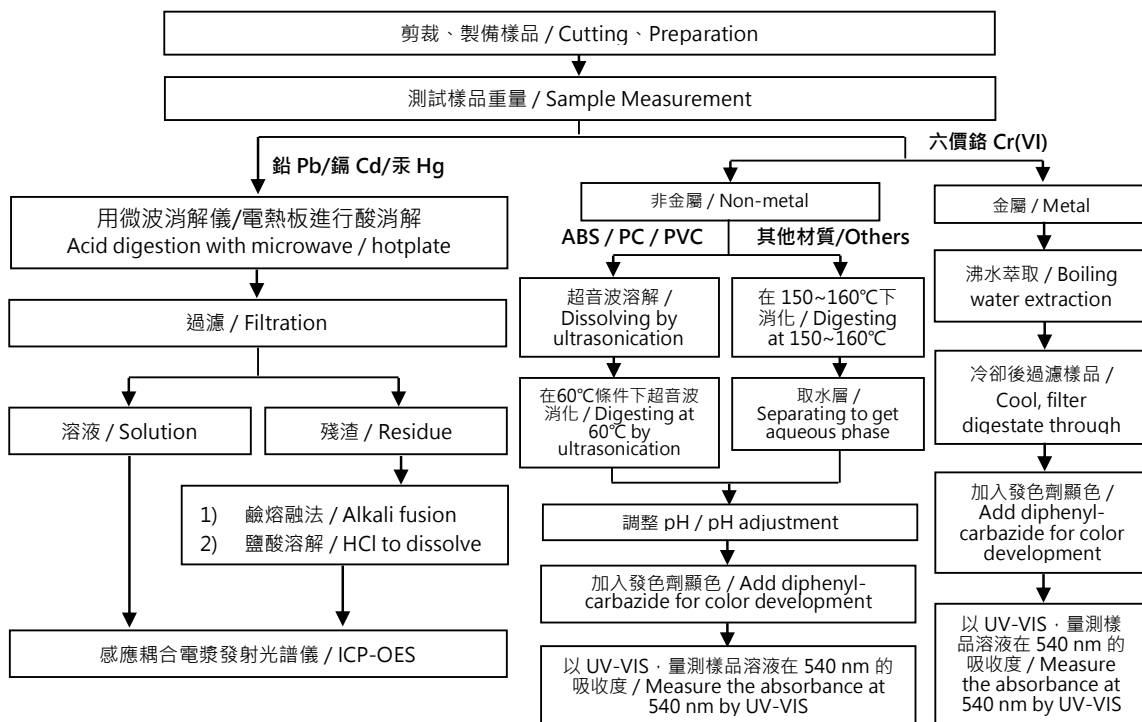 剪裁、製備樣品 / Cutting、Preparation
測試樣品重量 / Sample Measurement
鉛 Pb/鎘 Cd/汞 Hg
六價鉻 Cr(VI)
用微波消解儀/電熱板進行酸消解
Acid digestion with microwave / hotplate
過濾 / Filtration
溶液 / Solution
殘渣 / Residue
1) 鹼熔融法 / Alkali fusion
2) 鹽酸溶解 / HCl to dissolve
感應耦合電漿發射光譜儀 / ICP-OES
非金屬 / Non-metal
ABS / PC / PVC
其他材質/Others
超音波溶解 /
Dissolving by
ultrasonication
在60℃條件下超音波
消化 / Digesting at
60℃ by
ultrasonication
在 150~160℃下
消化 / Digesting
at 150~160℃
取水層 /
Separating to get
aqueous phase
調整 pH / pH adjustment
加入發色劑顯色 / Add diphenyl-
carbazide for color development
以 UV-VIS，量測樣品溶液在 540 nm 的
吸收度 / Measure the absorbance at
540 nm by UV-VIS
金屬 / Metal
沸水萃取 / Boiling
water extraction
冷卻後過濾樣品 /
Cool, filter
digestate through
加入發色劑顯色 /
Add diphenyl-
carbazide for color
development
以 UV-VIS，量測樣
品溶液在 540 nm 的
吸收度 / Measure
the absorbance at
540 nm by UV-VIS